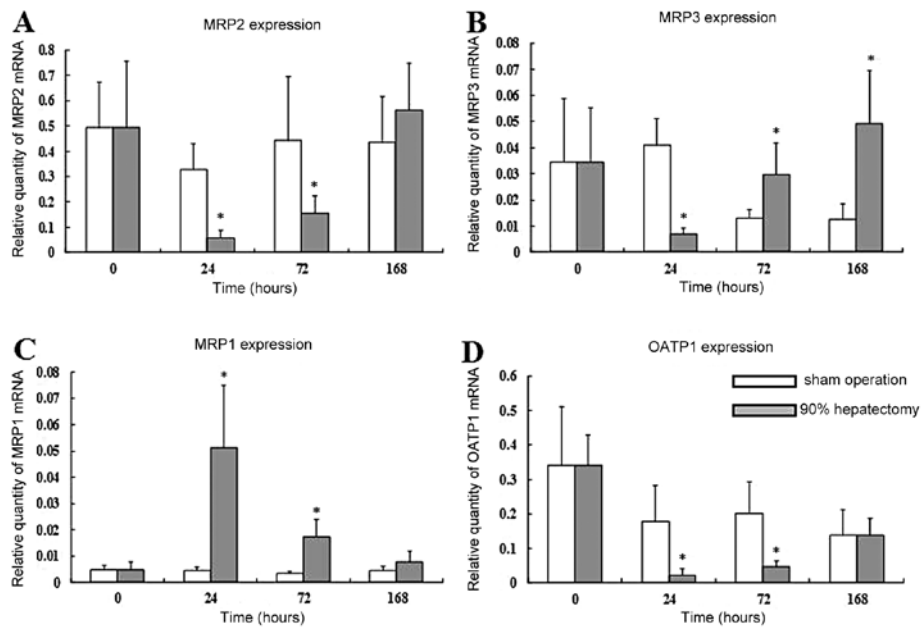 A
MRP2 expression
Relative quantity of MRP2 mRNA
0.8
0.7
0.6
0.5
0.4
0.3
0.2
0.1
0
* *
0 24 72 168
Time (hours)
B
MRP3 expression
Relative quantity of MRP3 mRNA
0.08
0.07
0.06
0.05
0.04
0.03
0.02
0.01
0
* * *
0 24 72 168
Time (hours)
C
MRP1 expression
Relative quantity of MRP1 mRNA
0.08
0.07
0.06
0.05
0.04
0.03
0.02
0.01
0
* *
0 24 72 168
Time (hours)
D
OATP1 expression
sham operation
90% hepatectomy
Relative quantity of OATP1 mRNA
0.6
0.5
0.4
0.3
0.2
0.1
0
* *
0 24 72 168
Time (hours)